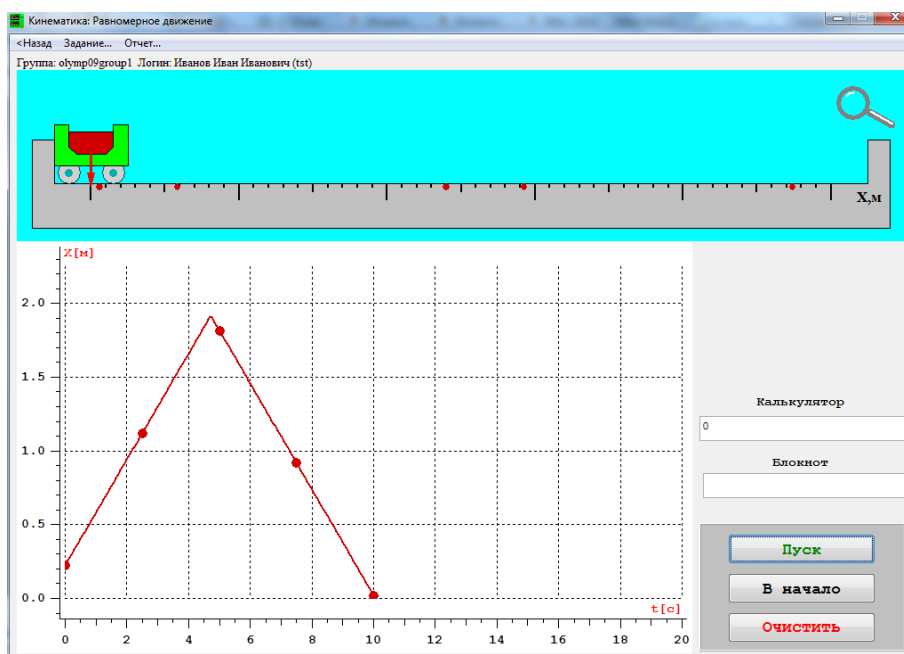 Кинематика: Равномерное движение
<Назад Задание... Отчет...
Группа: olymp09group1 Логин: Иванов Иван Иванович (tst)
X,м
X[м]
2.0
1.5
1.0
0.5
0.0
t[c]
0 2 4 6 8 10 12 14 16 18 20
Калькулятор
0
Блокнот
Пуск
В начало
Очистить